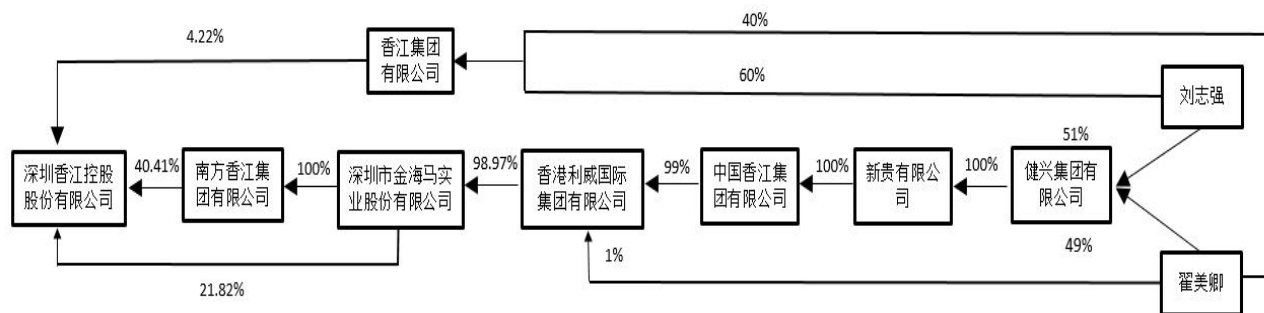 40%
4.22%
香江集团
有限公司
60%
刘志强
51%
深圳香江控股
股份有限公司
40.41%
南方香江集
团有限公司
100%
深圳市金海马实
业股份有限公司
98.97%
香港利威国际
集团有限公司
99%
中国香江集
团有限公司
100%
新贵有限公
司
100%
健兴集团有
限公司
49%
1%
翟美卿
21.82%